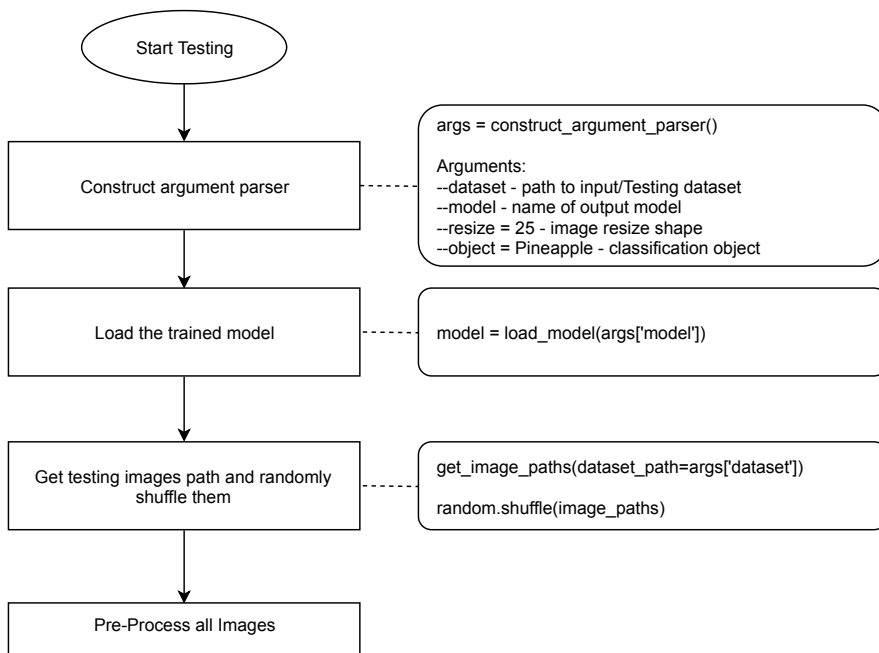 Start Testing
Construct argument parser
args = construct_argument_parser()
Arguments:
--dataset - path to input/Testing dataset
--model - name of output model
--resize = 25 - image resize shape
--object = Pineapple - classification object
Load the trained model
model = load_model(args['model'])
Get testing images path and randomly
shuffle them
get_image_paths(dataset_path=args['dataset'])
random.shuffle(image_paths)
Pre-Process all Images